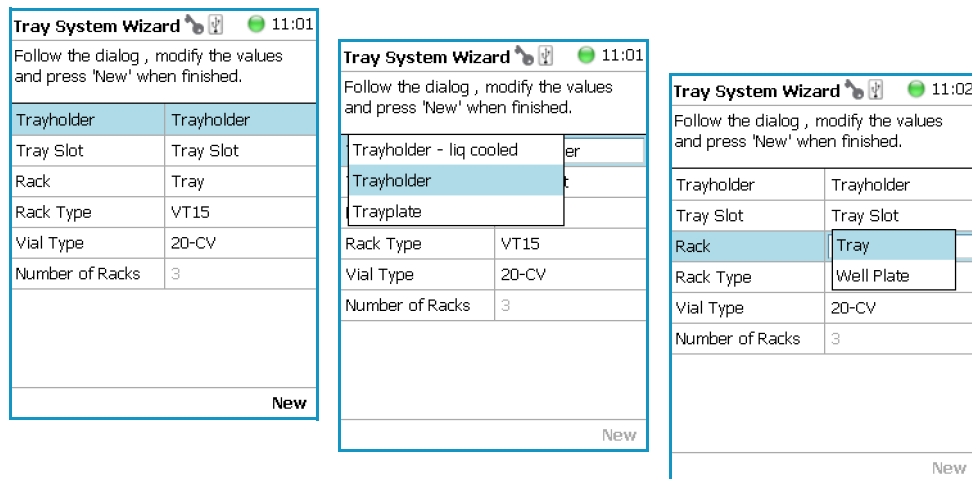 Tray System Wizard 11:01
Follow the dialog , modify the values
and press 'New' when finished.
Trayholder Trayholder
Tray Slot Tray Slot
Rack Tray
Rack Type VT15
Vial Type 20-CV
Number of Racks 3
New
Tray System Wizard 11:01
Follow the dialog , modify the values
and press 'New' when finished.
Trayholder - liq cooled er
Trayholder t
Trayplate
Rack Type VT15
Vial Type 20-CV
Number of Racks 3
New
Tray System Wizard 11:02
Follow the dialog , modify the values
and press 'New' when finished.
Trayholder Trayholder
Tray Slot Tray Slot
Rack Tray
Rack Type Well Plate
Vial Type 20-CV
Number of Racks 3
New